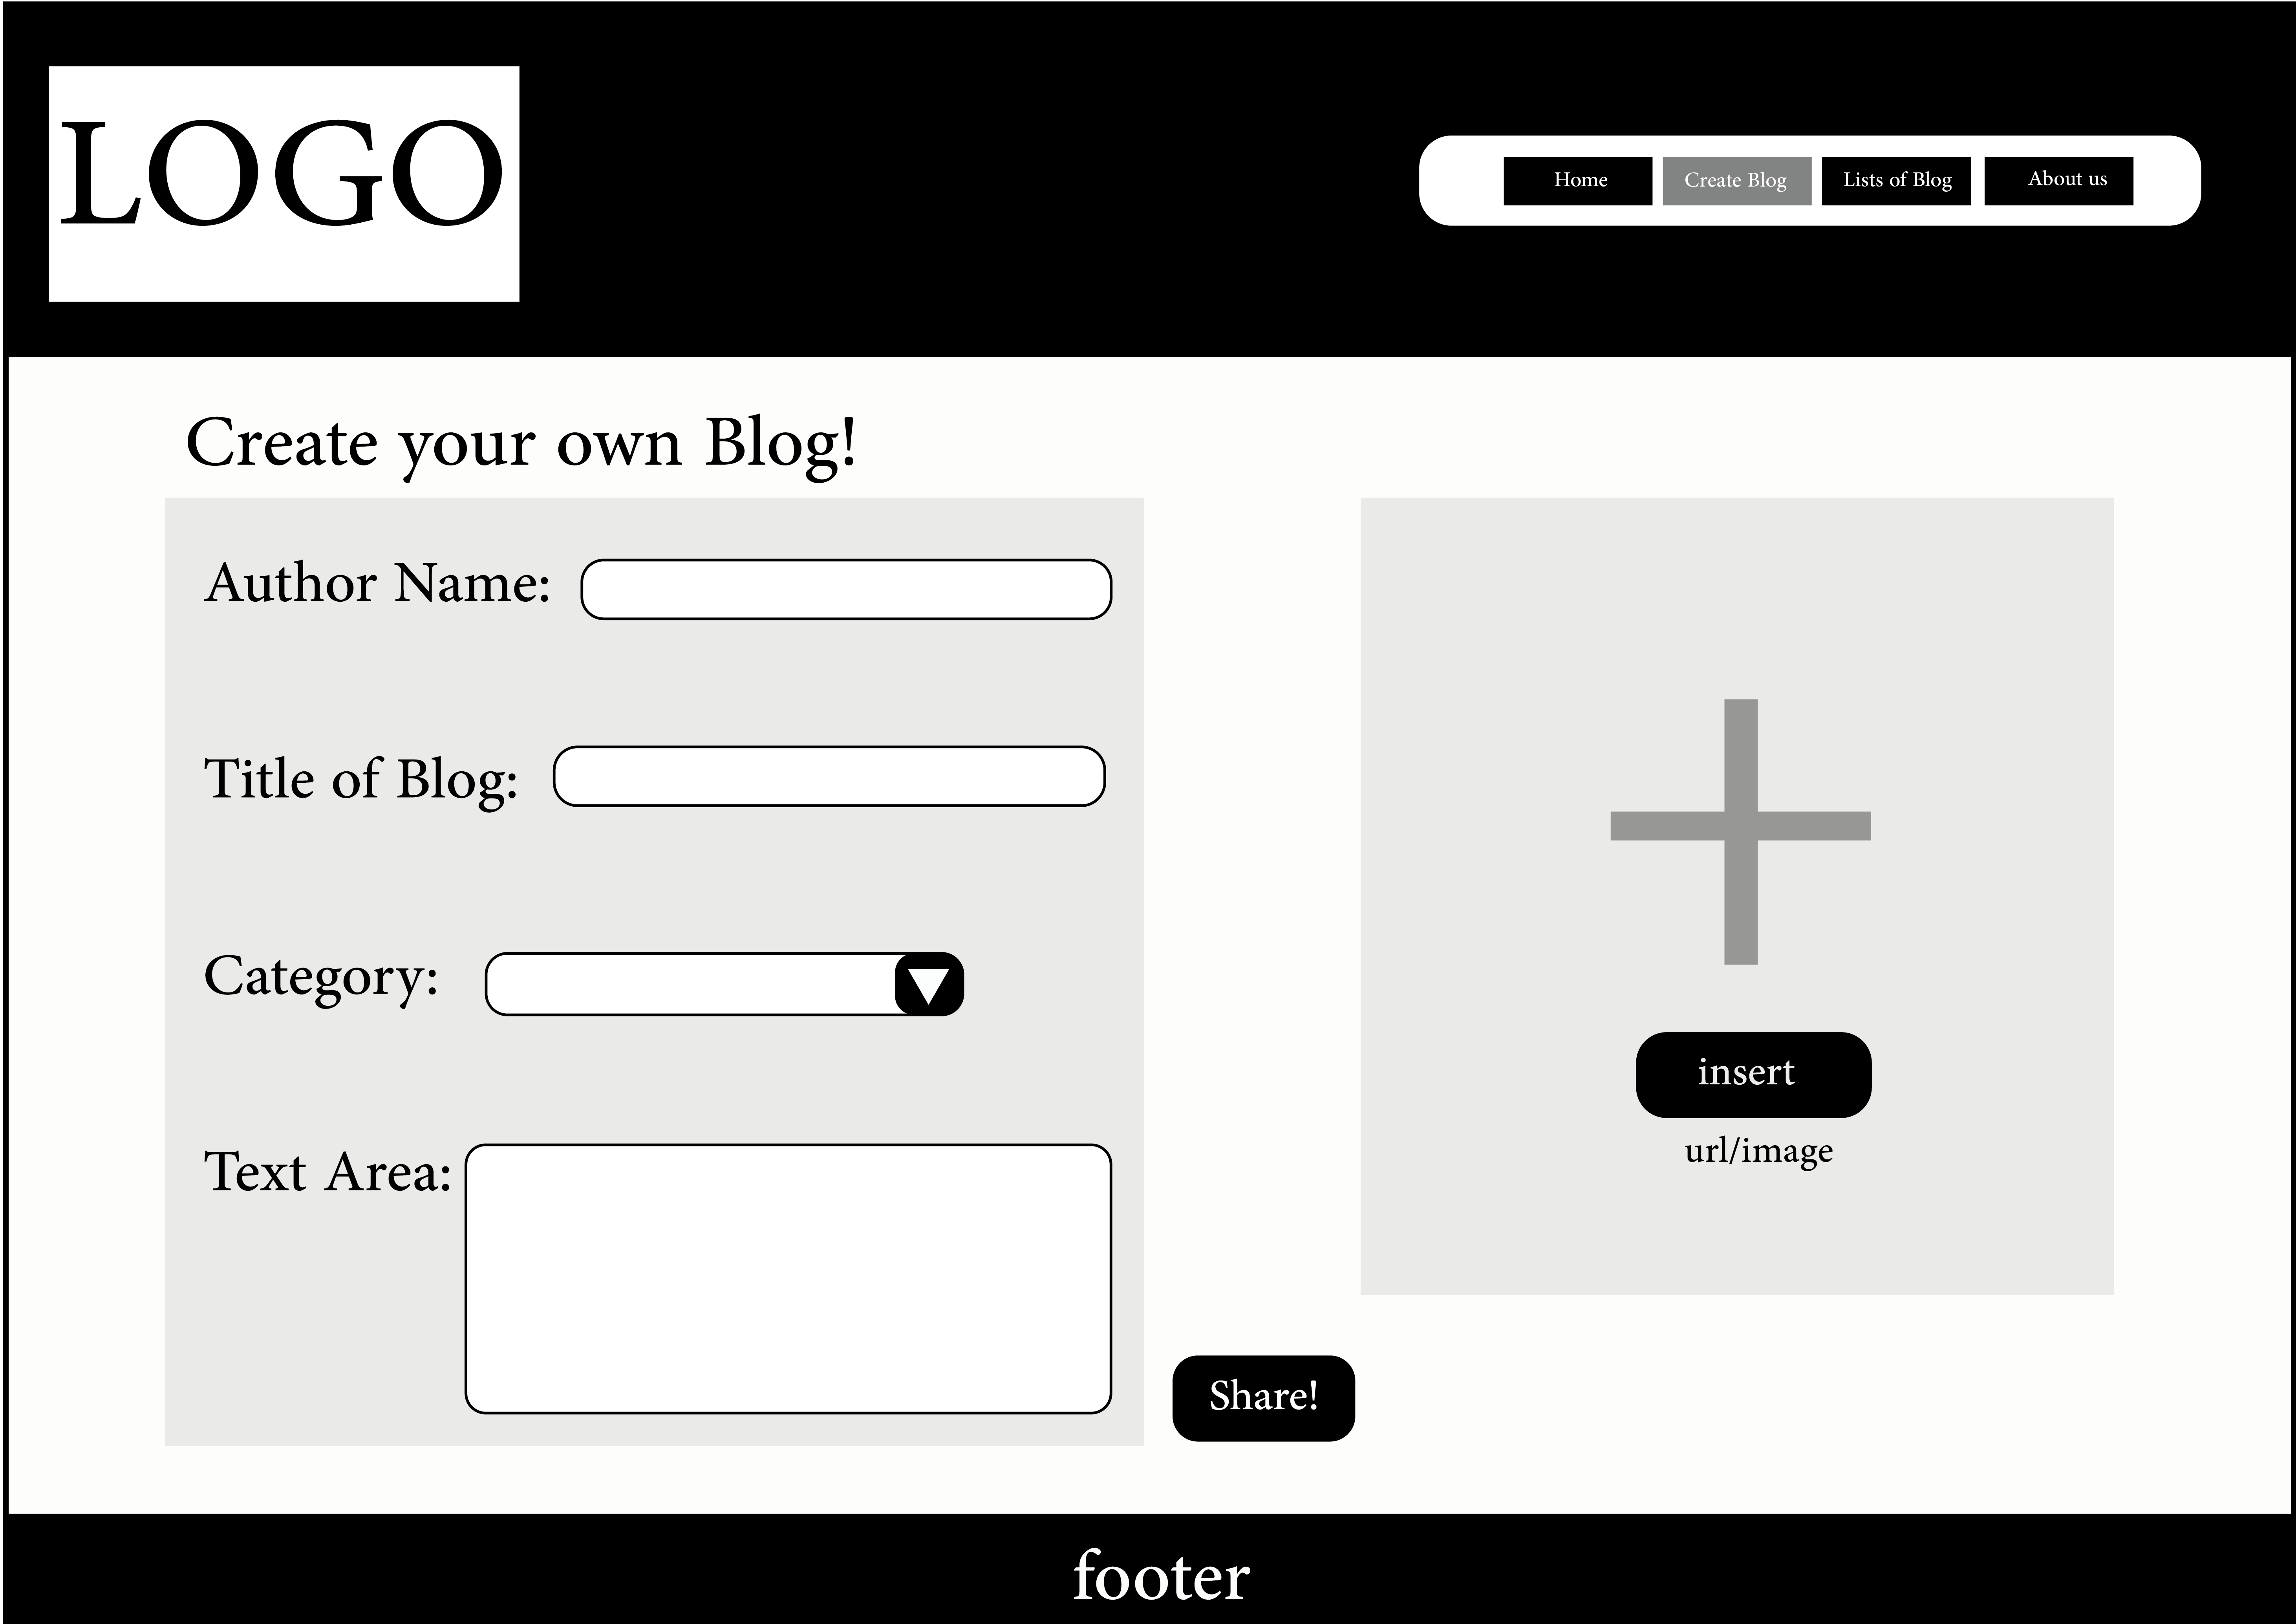 LOGO
Home
Create Blog
Lists of Blog
About us
Create your own Blog!
Author Name:
Title of Blog:
Category:
Text Area:
insert
url/image
Share!
footer